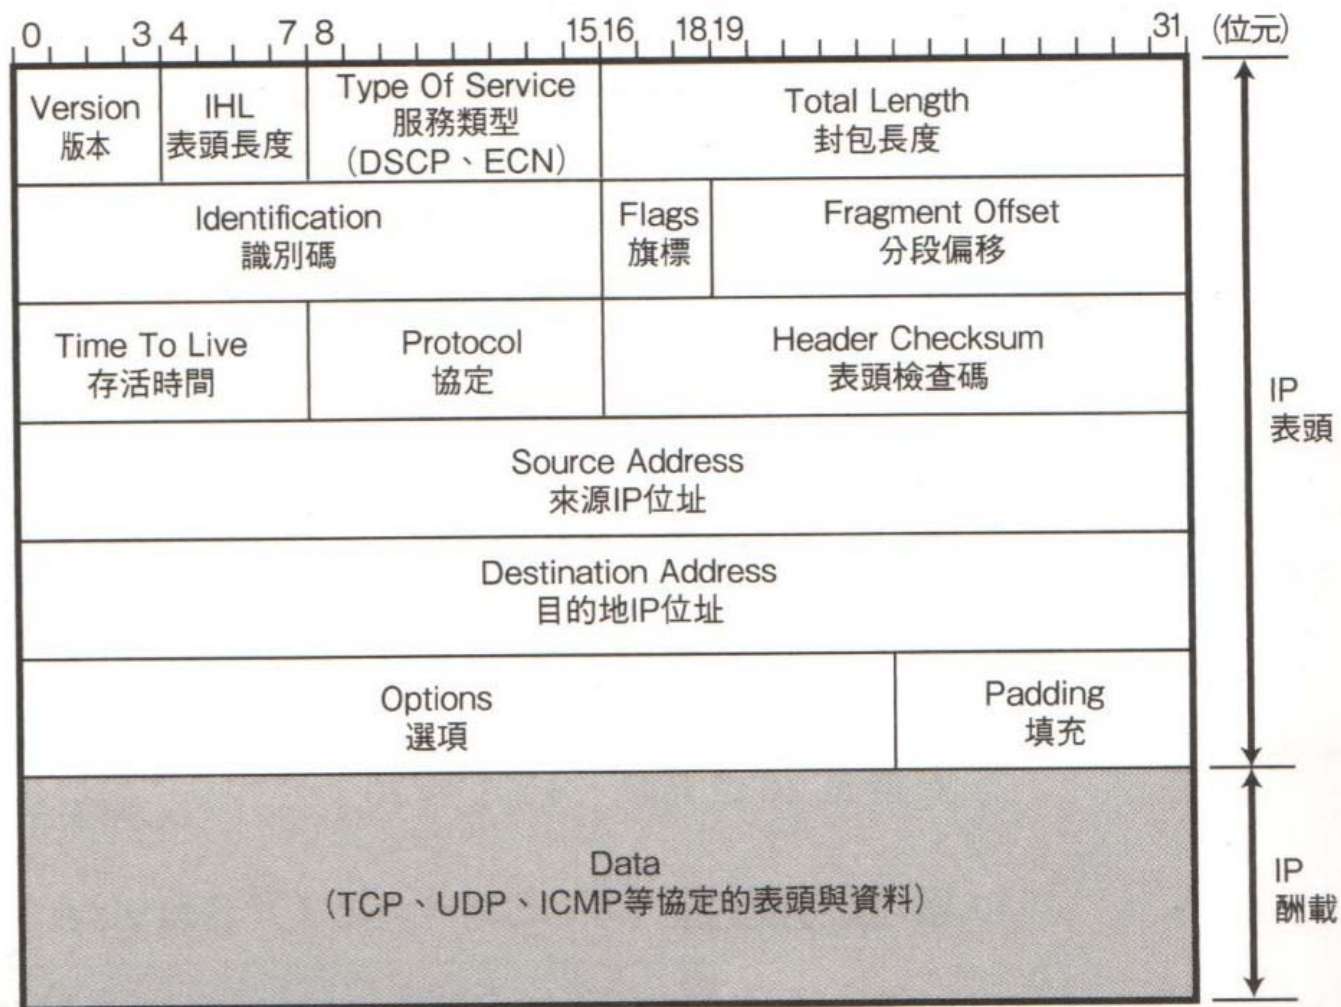 0 3 4 7 8 15 16 18 19 31 (位元)
Version
版本
IHL
表頭長度
Type Of Service
服務類型
(DSCP、ECN)
Total Length
封包長度
Identification
識別碼
Flags
旗標
Fragment Offset
分段偏移
Time To Live
存活時間
Protocol
協定
Header Checksum
表頭檢查碼
Source Address
來源IP位址
Destination Address
目的地IP位址
Options
選項
Padding
填充
IP
表頭
Data
(TCP、UDP、ICMP等協定的表頭與資料)
IP
酬載